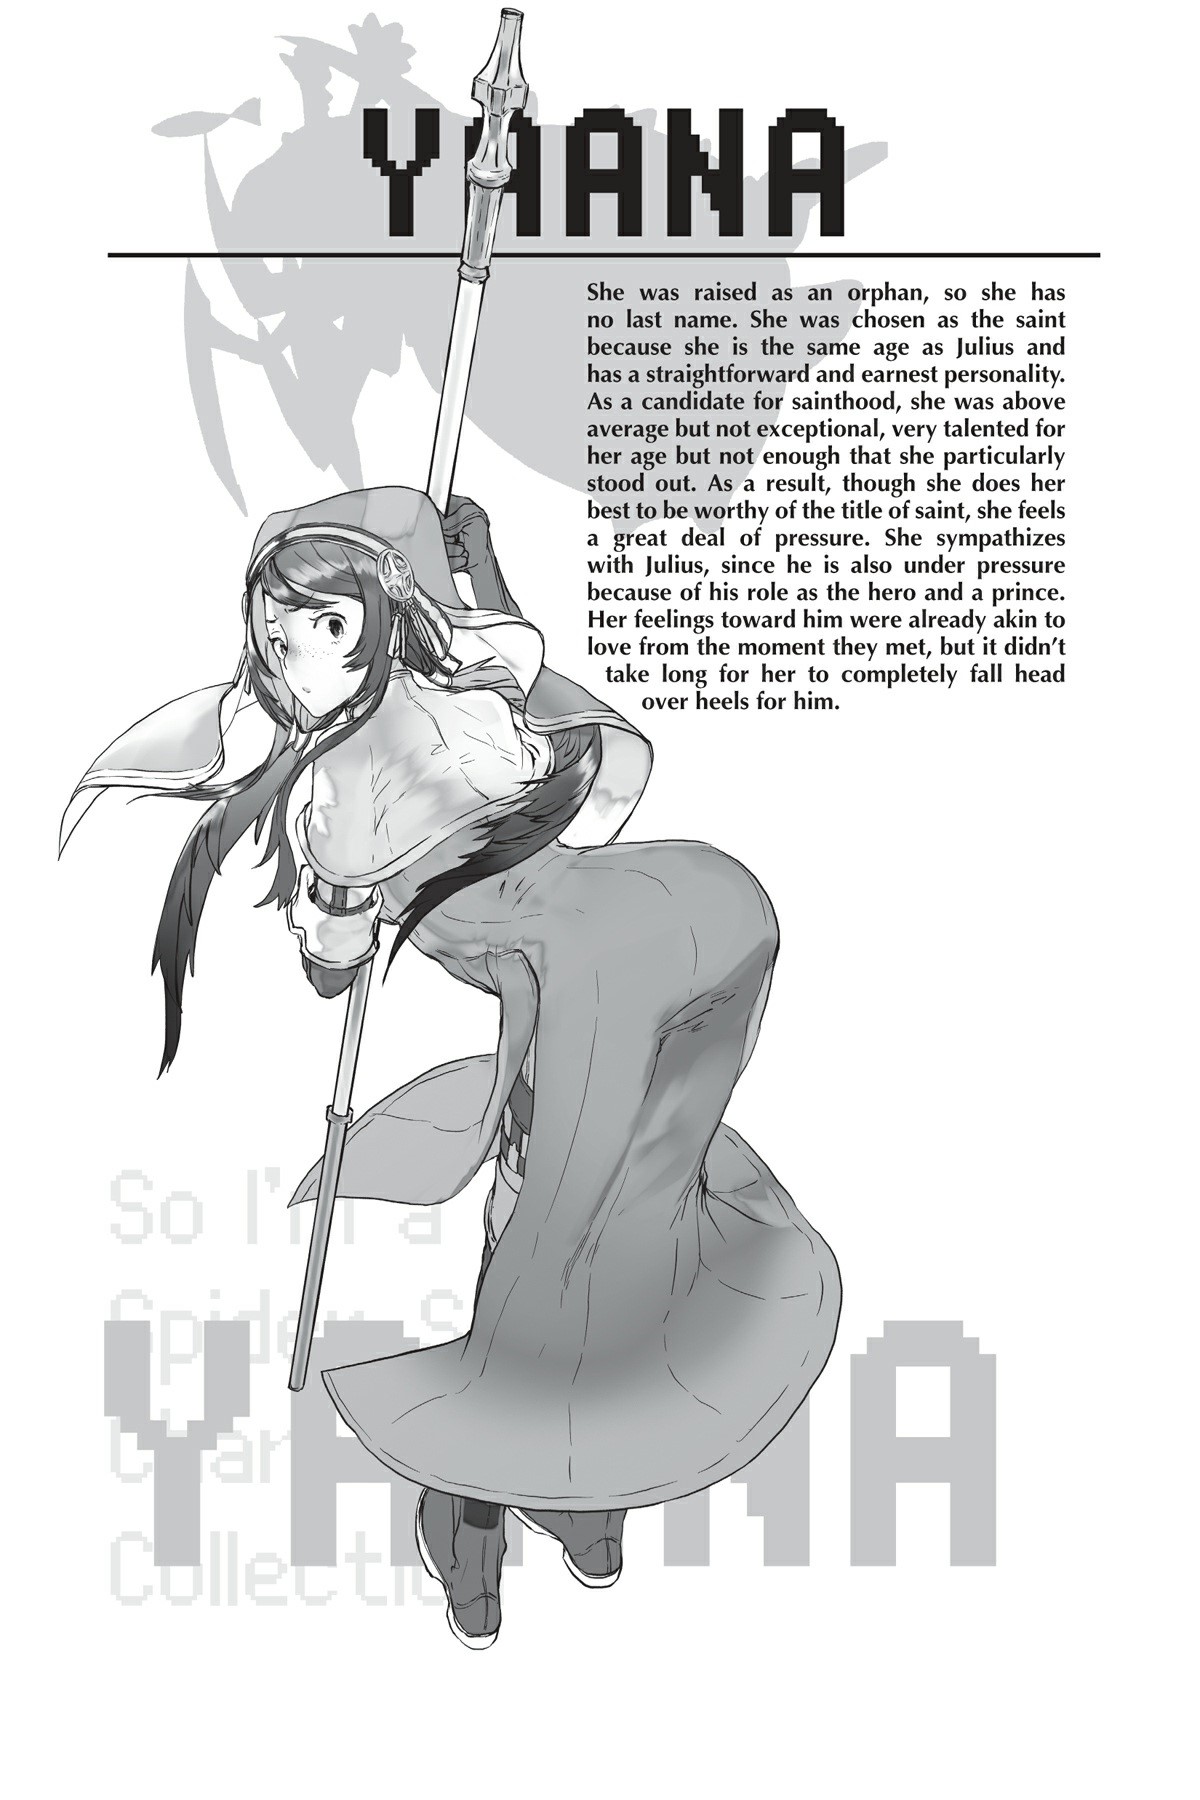 YAANA
She was raised as an orphan, so she has
no last name. She was chosen as the saint
because she is the same age as Julius and
has a straightforward and earnest personality.
As a candidate for sainthood, she was above
average but not exceptional, very talented for
her age but not enough that she particularly
stood out. As a result, though she does her
best to be worthy of the title of saint, she feels
a great deal of pressure. She sympathizes
with Julius, since he is also under pressure
because of his role as the hero and a prince.
Her feelings toward him were already akin to
love from the moment they met, but it didn't
take long for her to completely fall head
over heels for him.
So I'm a
Spider, S
YAANA
Char
Collectio